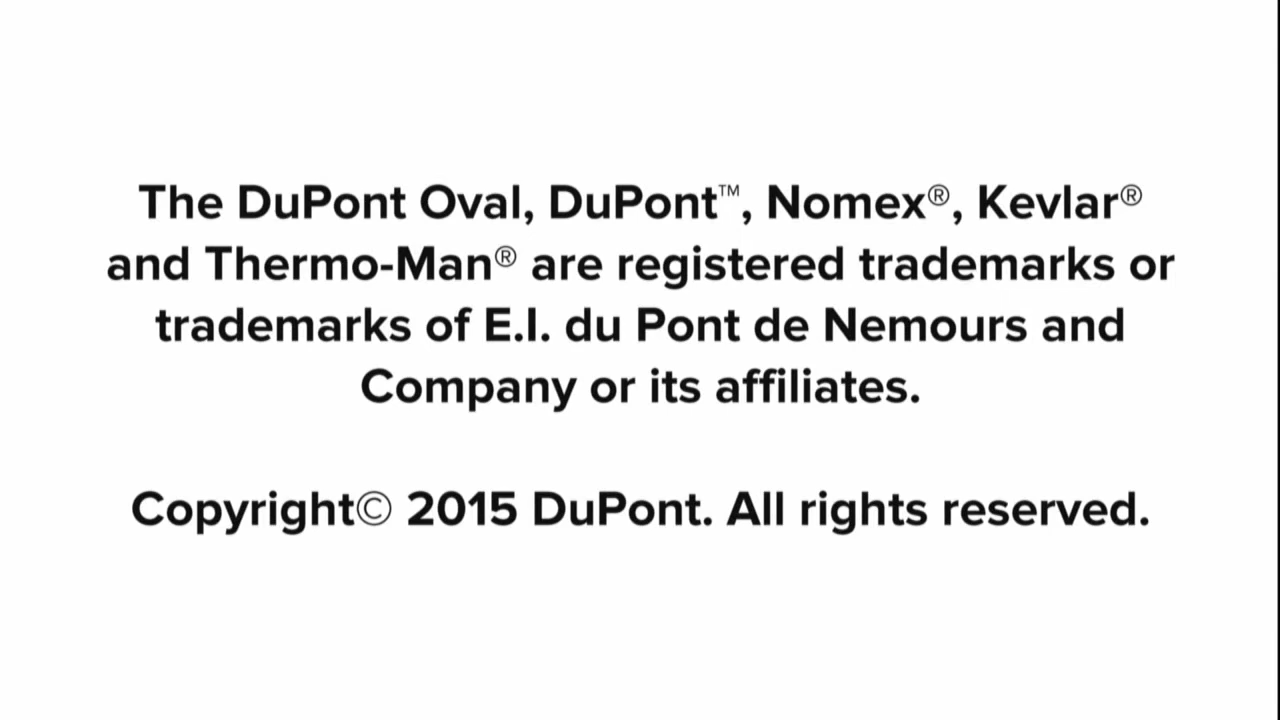 The DuPont Oval, DuPont™, Nomex®, Kevlar®
and Thermo-Man® are registered trademarks or
trademarks of E.I. du Pont de Nemours and
Company or its affiliates.
Copyright© 2015 DuPont. All rights reserved.